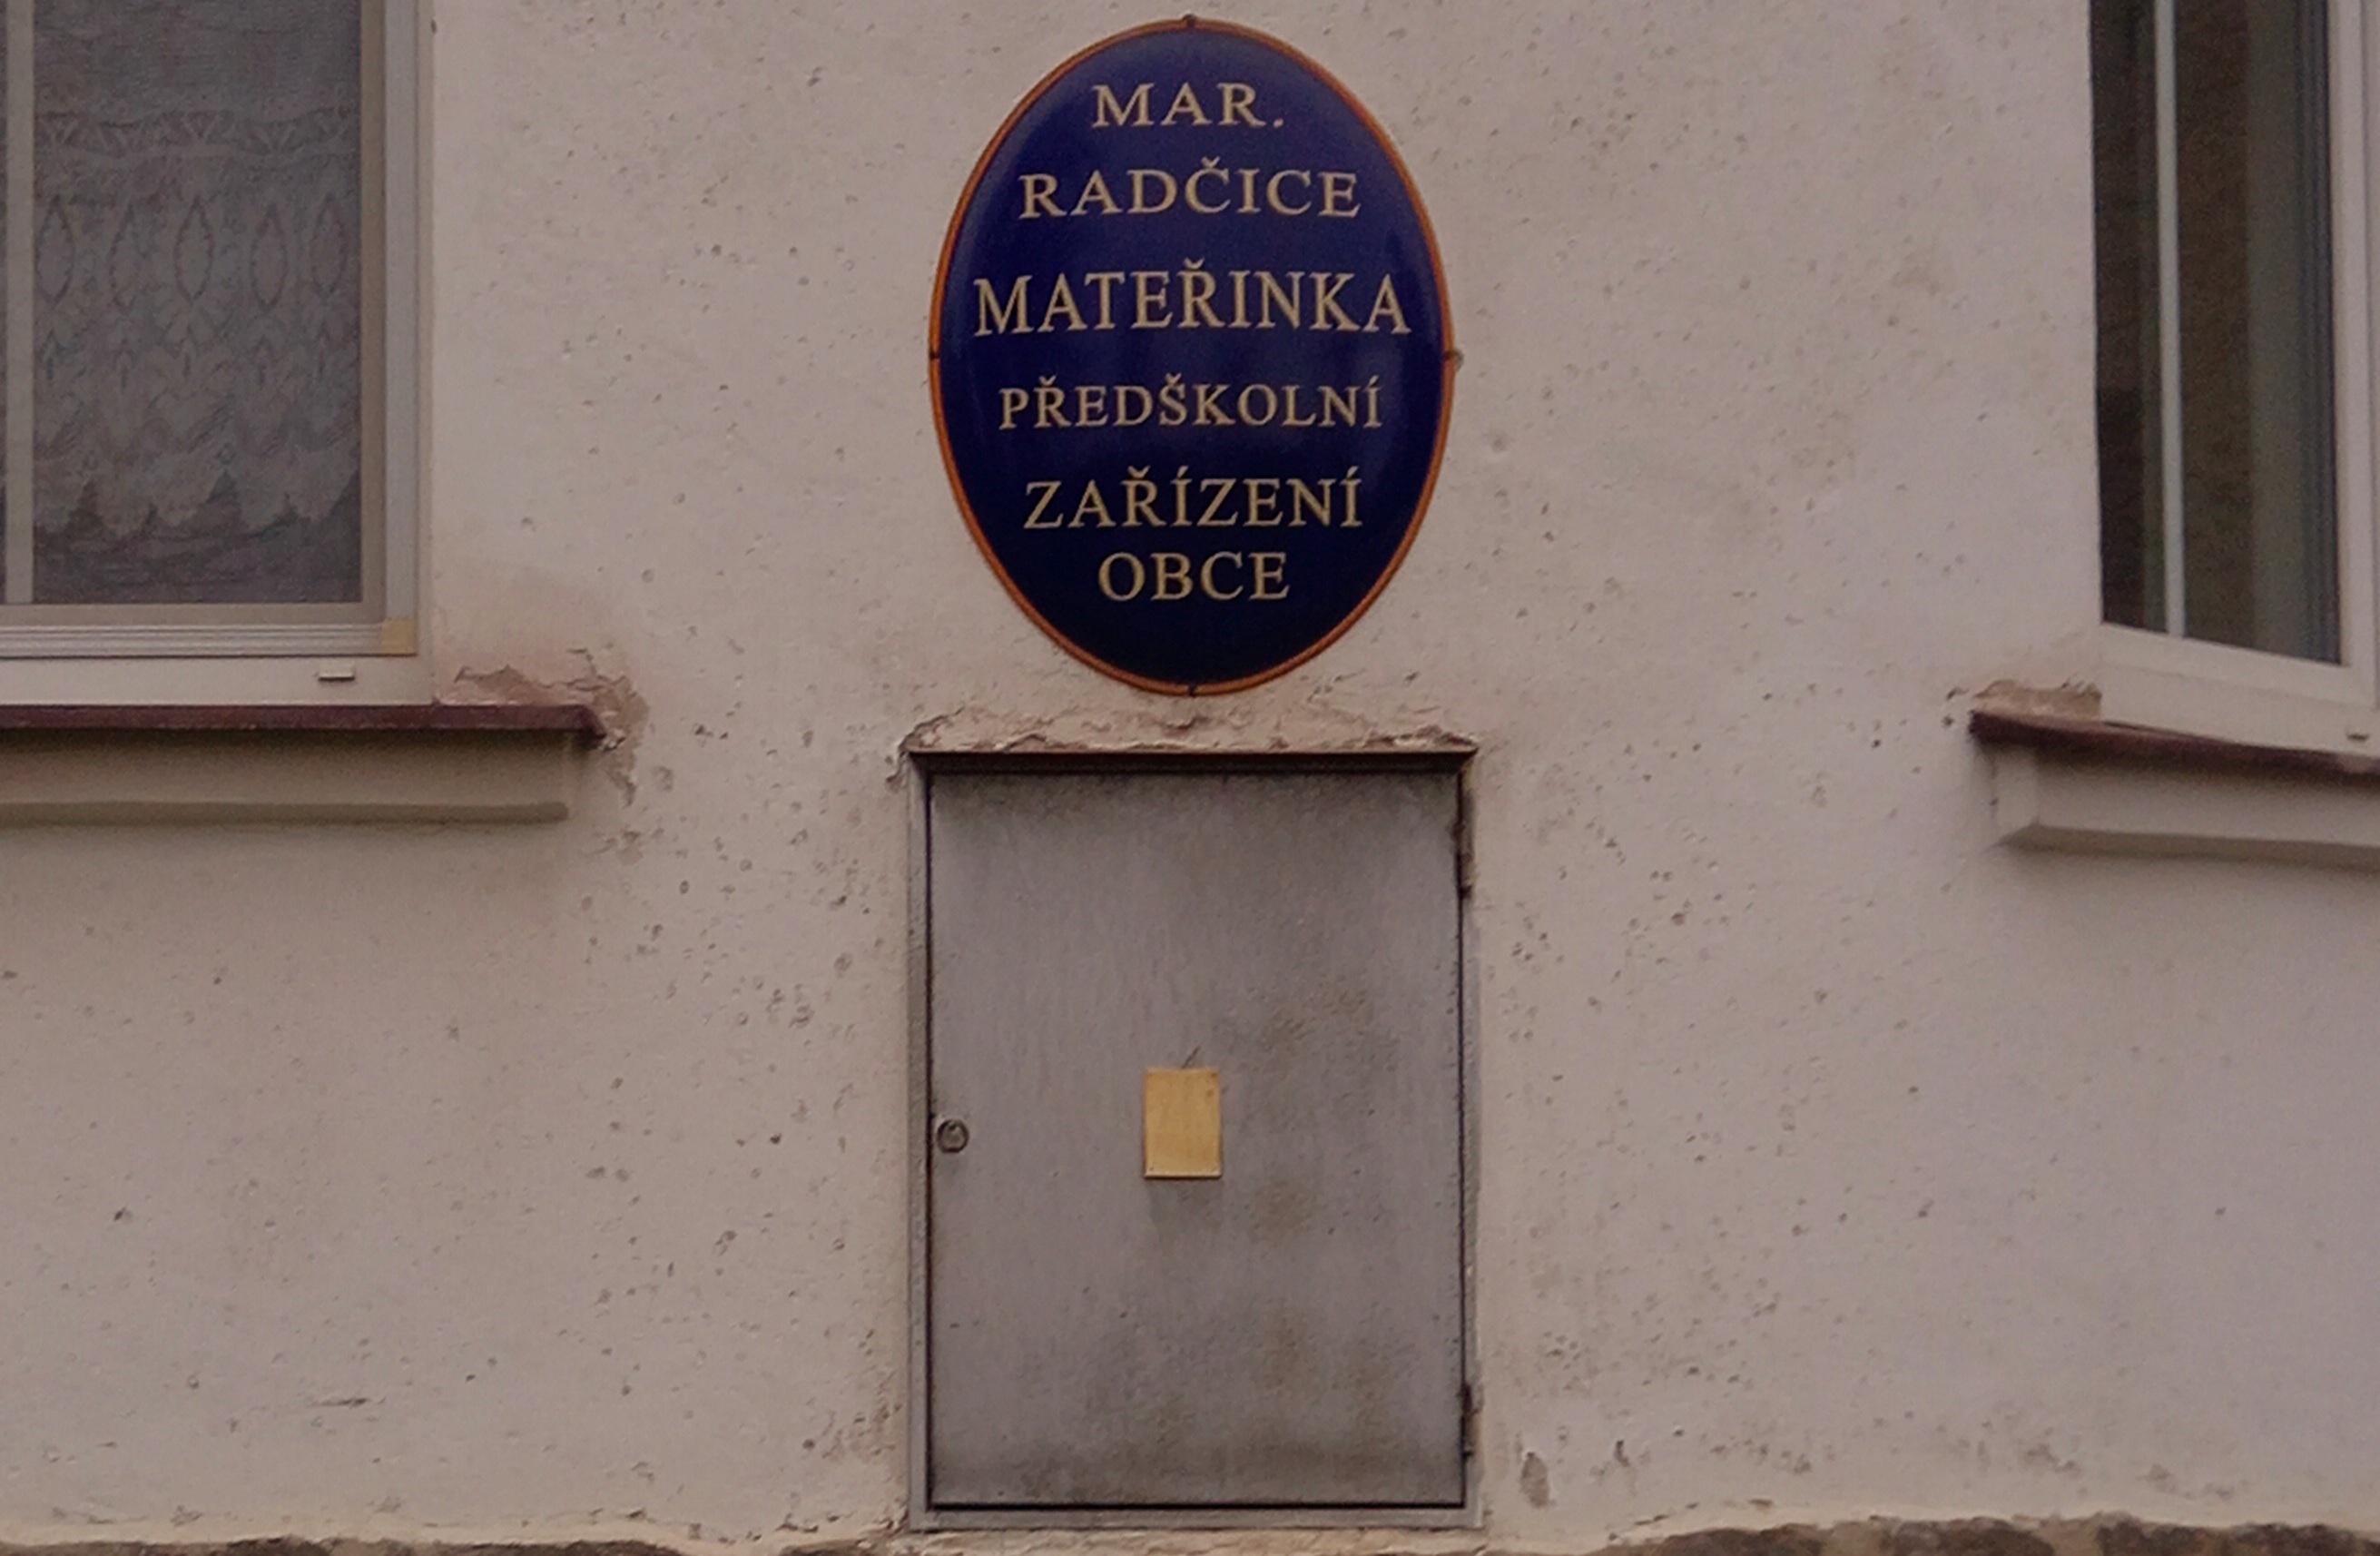 MAR.
RADČICE
MATEŘINKA
PŘEDŠKOLNÍ
ZAŘÍZENÍ
OBCE